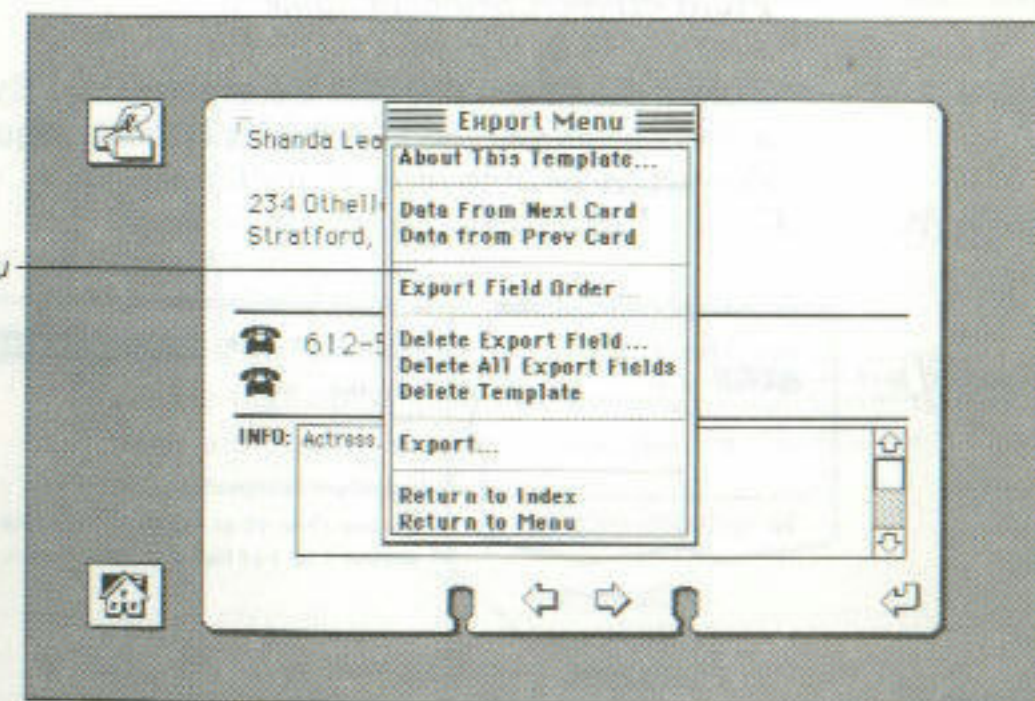 Export Menu
Shanda Lea
About This Template...
234 Othell
Data From Next Card
Stratford,
Data from Prev Card
Export Field Order
612-5
Delete Export Field...
Delete All Export Fields
Delete Template
INFO: Actress
Export...
Return to Index
Return to Menu